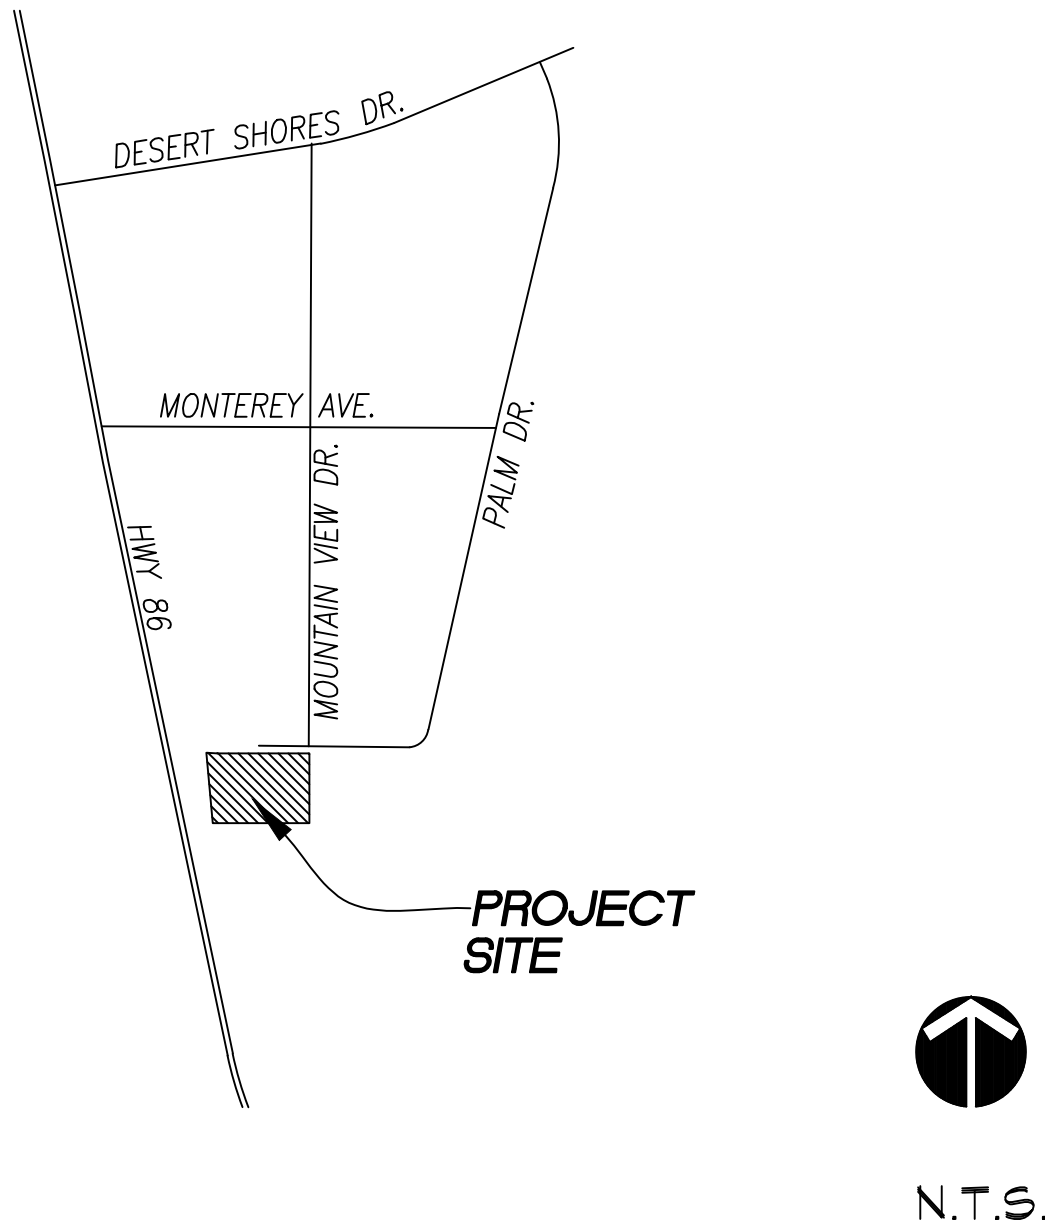 DESERT SHORES DR.
MONTEREY AVE.
PALM DR.
MOUNTAIN VIEW DR.
HWY 86
PROJECT
SITE
N.T.S.